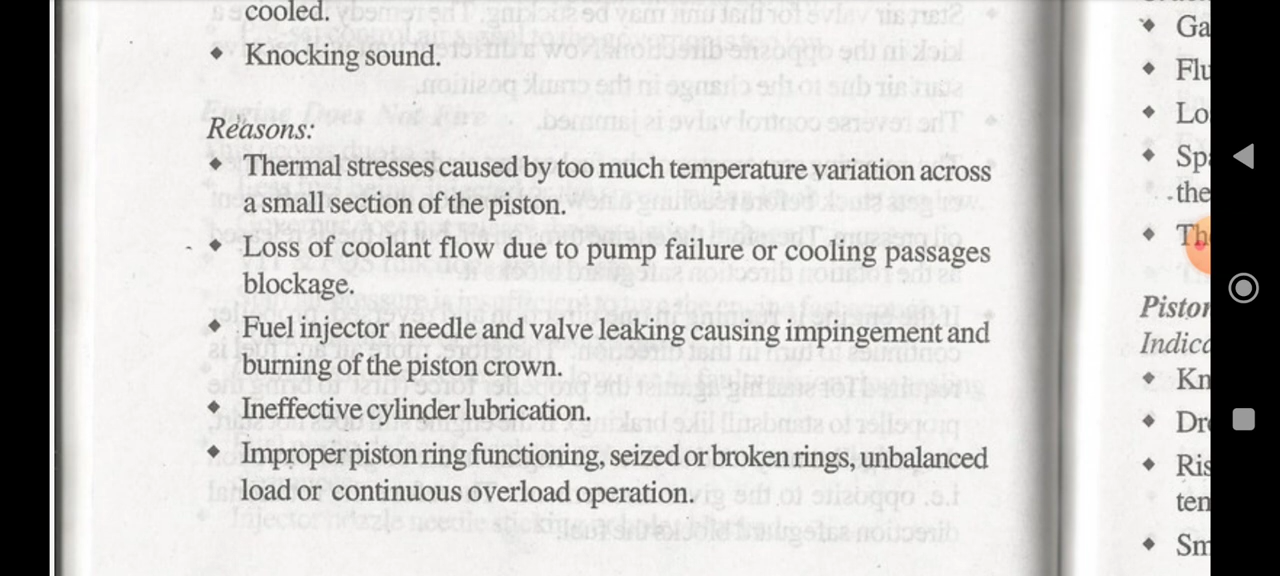 cooled.
◆ Knocking sound.
Reasons:
◆ Thermal stresses caused by too much temperature variation across
a small section of the piston.
◆ Loss of coolant flow due to pump failure or cooling passages
blockage.
◆ Fuel injector needle and valve leaking causing impingement and
burning of the piston crown.
◆ Ineffective cylinder lubrication.
◆ Improper piston ring functioning, seized or broken rings, unbalanced
load or continuous overload operation.
◆ Ga
◆ Flu
◆ Lo
◆ Spa
the
◆ Th
Piston
Indica
◆ Kn
◆ Dro
◆ Ris
ten
◆ Sm